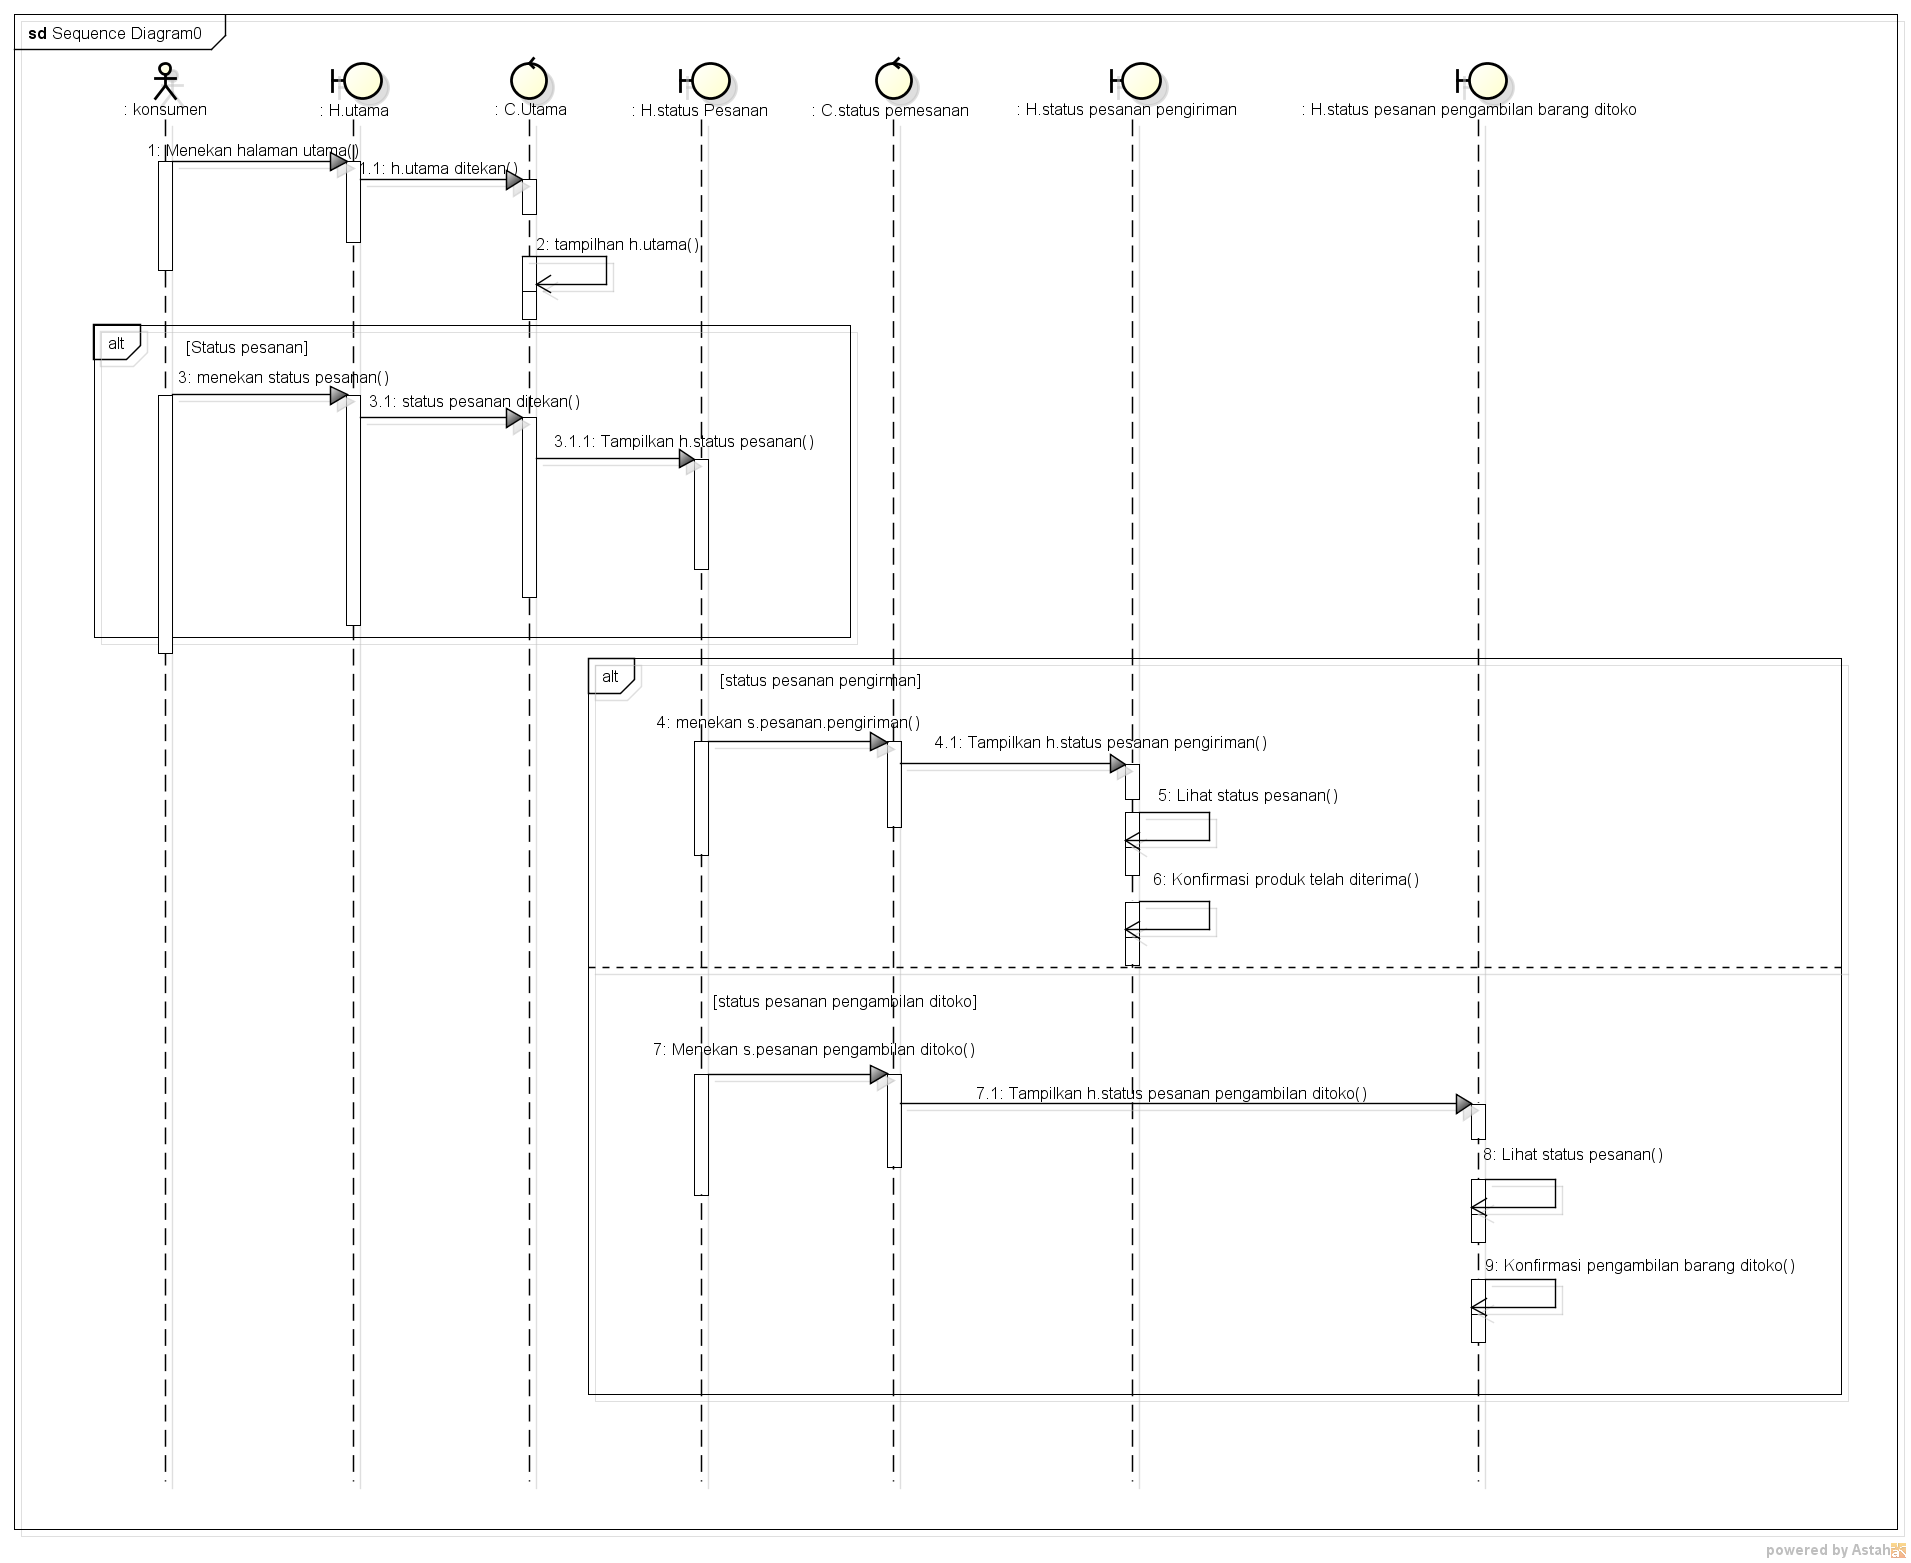 sd Sequence Diagram0
: konsumen
: H.utama
: C.Utama
: H.status Pesanan
: C.status pemesanan
: H.status pesanan pengiriman
: H.status pesanan pengambilan barang ditoko
1: Menekan halaman utama()
1.1: h.utama ditekan()
2: tampilhan h.utama()
alt
[Status pesanan]
3: menekan status pesanan()
3.1: status pesanan ditekan()
3.1.1: Tampilkan h.status pesanan()
alt
[status pesanan pengirman]
4: menekan s.pesanan.pengiriman()
4.1: Tampilkan h.status pesanan pengiriman()
5: Lihat status pesanan()
6: Konfirmasi produk telah diterima()
[status pesanan pengambilan ditoko]
7: Menekan s.pesanan pengambilan ditoko()
7.1: Tampilkan h.status pesanan pengambilan ditoko()
8: Lihat status pesanan()
9: Konfirmasi pengambilan barang ditoko()
powered by Astah